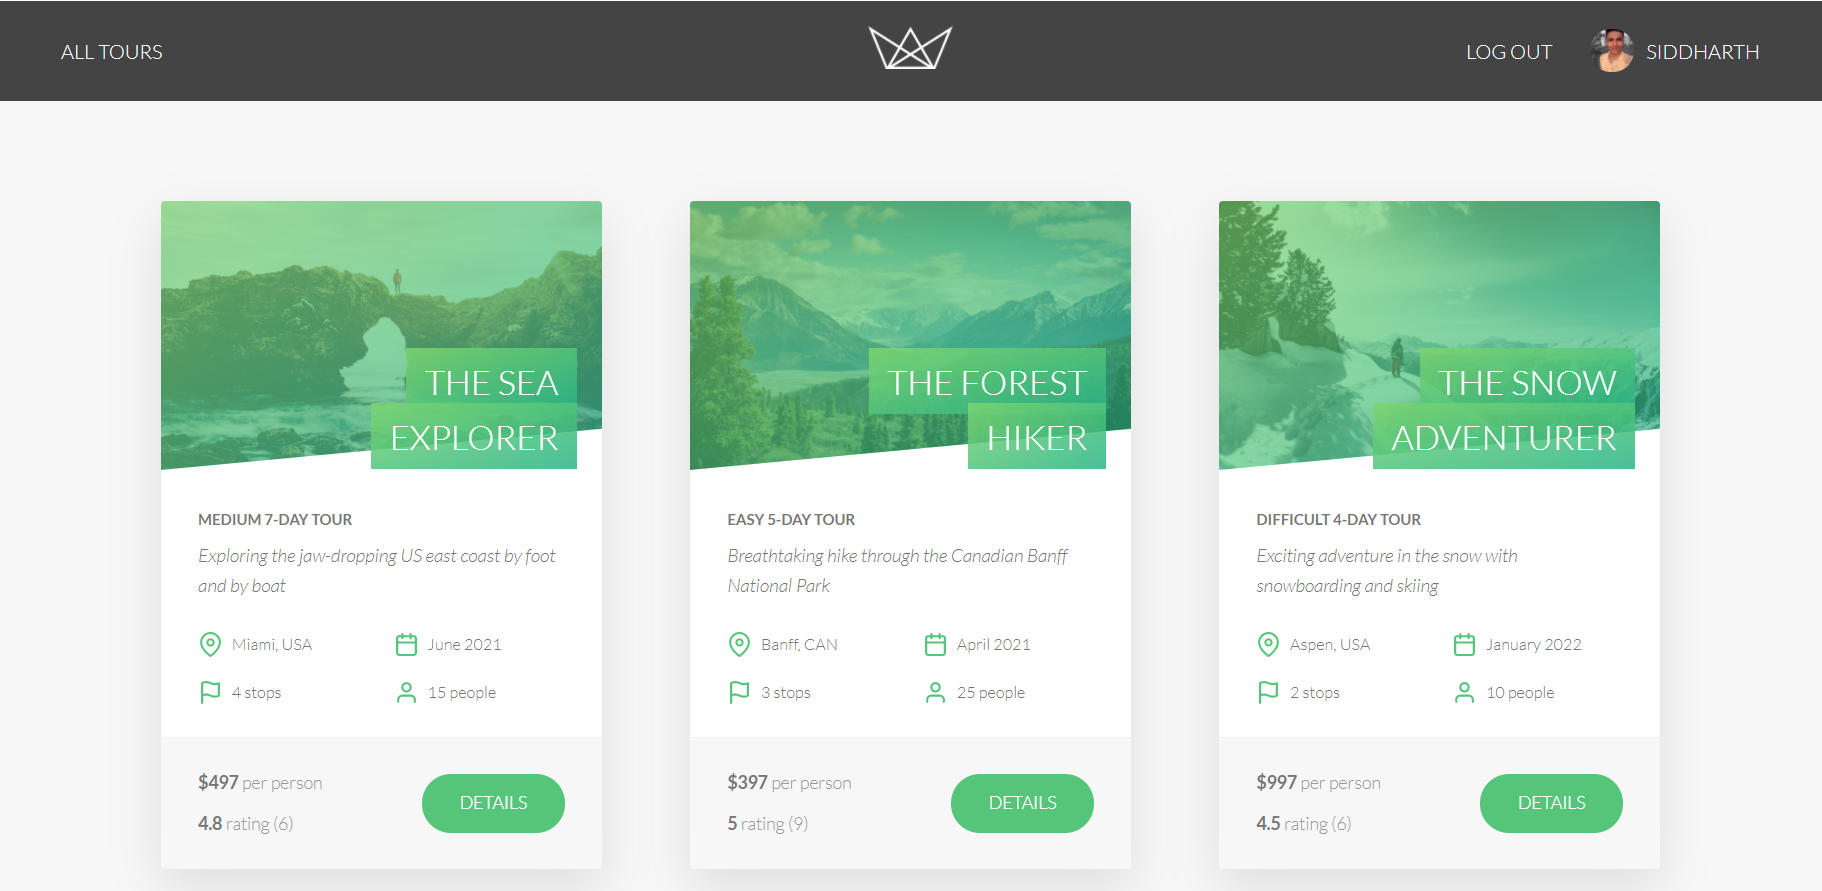 ALL TOURS
LOG OUT
SIDDHARTH
THE SEA
EXPLORER
MEDIUM 7-DAY TOUR
Exploring the jaw-dropping US east coast by foot
and by boat
Miami, USA
June 2021
4 stops
15 people
$497 per person
4.8 rating (6)
DETAILS
THE FOREST
HIKER
EASY 5-DAY TOUR
Breathtaking hike through the Canadian Banff
National Park
Banff, CAN
April 2021
3 stops
25 people
$397 per person
5 rating (9)
DETAILS
THE SNOW
ADVENTURER
DIFFICULT 4-DAY TOUR
Exciting adventure in the snow with
snowboarding and skiing
Aspen, USA
January 2022
2 stops
10 people
$997 per person
4.5 rating (6)
DETAILS